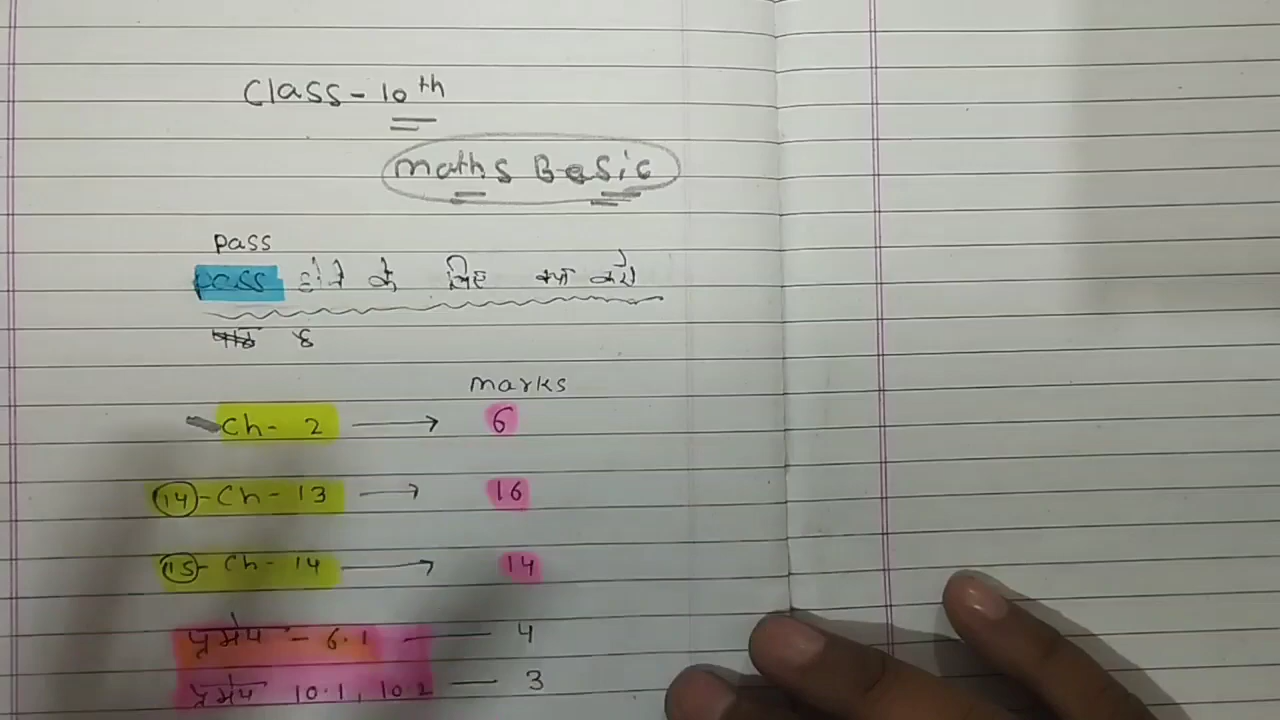 Class - 10th
maths Basic
pass
pass होने के लिए क्या करे
marks
Ch - 2 → 6
14 - Ch - 13 → 16
15 - Ch - 14 → 14
प्रमेय - 6.1 — 4
प्रमेय 10.1, 10.2 — 3